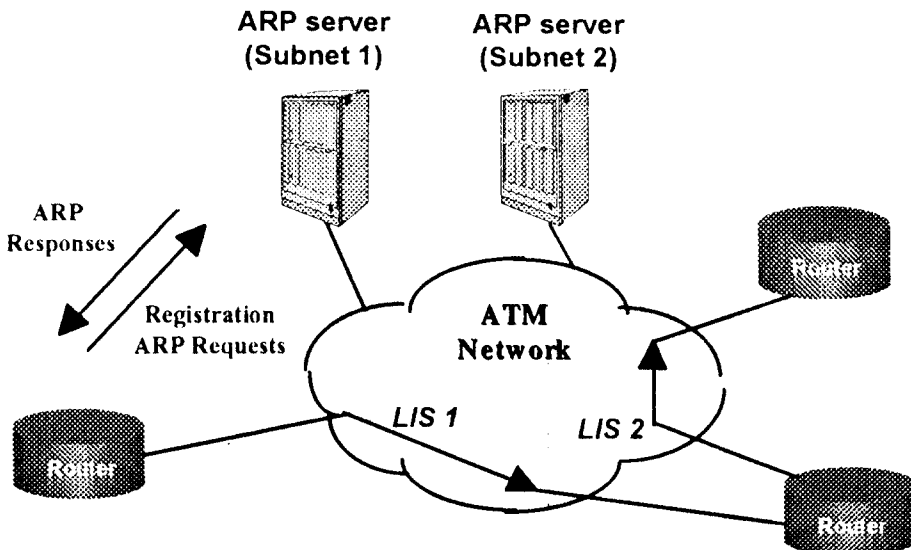 ARP server
(Subnet 1)
ARP server
(Subnet 2)
ARP
Responses
Registration
ARP Requests
ATM
Network
Router
LIS 1
LIS 2
Router
Router